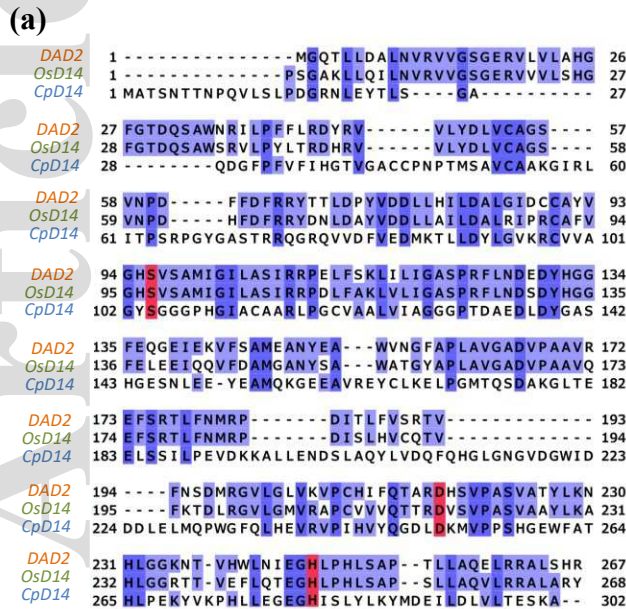 (a)
DAD2 1 ---------------MGQTLLDALNVRVVGSGERVLVLAHG 26
OsD14 1 --------------PSGAKLLQILNVRVVGSGERVVVLSHG 27
CpD14 1 MATSNTTNPQVLSLPDGRNLEYTLS---GA----------- 27
DAD2 27 FGTDQSAWNRILPFFLRDYRV------VLYDLVCAGS---- 57
OsD14 28 FGTDQSAWSRVLPYLTRDHRV------VLYDLVCAGS---- 58
CpD14 28 --------QDGFPFVFIHGTVGACCPNPTMSAVCAAKGIRL 60
DAD2 58 VNPD-----FFDFRRYTTLDPYVDDLLHILDALGIDCCAYV 93
OsD14 59 VNPD-----HFDFRRYDNLDAYVDDLLAILDALRIPRCAFV 94
CpD14 61 ITPSRPGYGASTRRQGRQVVDFVEDMKTLLDYLGVKRCVVA 101
DAD2 94 GHSVSAMIGILASIRRPELFSKLILIGASPRFLNDEDYHGG 134
OsD14 95 GHSVSAMIGILASIRRPDLFAKLVLIGASPRFLNDSDYHGG 135
CpD14 102 GYSGGGPHGIACAARLPGCVAALVIAGGGPTDAEDLDYGAS 142
DAD2 135 FEQGEIEKVFSAMEANYEA---WVNGFAPLAVGADVPAAVR 172
OsD14 136 FELEEIQQVFDAMGANYSA---WATGYAPLAVGADVPAAVQ 173
CpD14 143 HGESNLEE-YEAMQKGEEAVREYCLKELPGMTQSDAKGLTE 182
DAD2 173 EFSRTLFNMRP-------DITLFVSRTV------------- 193
OsD14 174 EFSRTLFNMRP-------DISLHVCQTV------------- 194
CpD14 183 ELSSILPEVDKKALLENDSLAQYLVDQFQHGLGNGVDGWID 223
DAD2 194 ----FNSDMRGVLGLVKVPCHIFQTARDHSVPASVATYLKN 230
OsD14 195 ----FKTDLRGVLGMVRAPCVVVQTTRDVSVPASVAAYLKA 231
CpD14 224 DDLELMQPWGFQLHEVRVPIHVYQGDLDKMVPPSHGEWFAT 264
DAD2 231 HLGGKNT-VHWLNIEGHLPHLSAP--TLLAQELRRALSHR 267
OsD14 232 HLGGRTT-VEFLQTEGHLPHLSAP--SLLAQVLRRALARY 268
CpD14 265 HLPEKYVKPHLLEGEGHISLYLKYMDEILDLVLTESKA-- 302